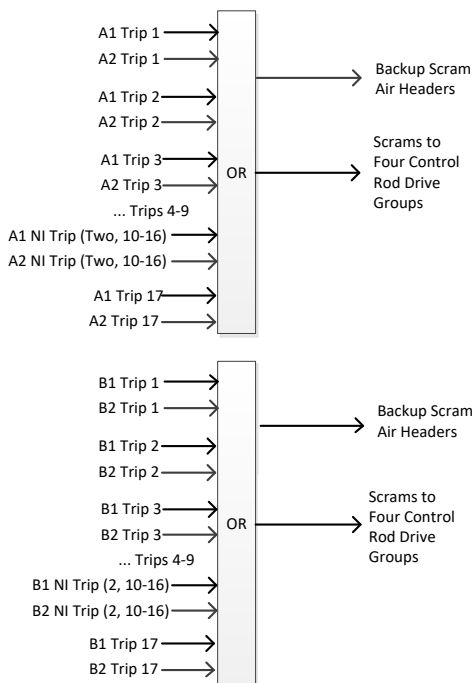 A1 Trip 1
A2 Trip 1
A1 Trip 2
A2 Trip 2
A1 Trip 3
A2 Trip 3
... Trips 4-9
A1 NI Trip (Two, 10-16)
A2 NI Trip (Two, 10-16)
A1 Trip 17
A2 Trip 17
OR
Backup Scram
Air Headers
Scrams to
Four Control
Rod Drive
Groups
B1 Trip 1
B2 Trip 1
B1 Trip 2
B2 Trip 2
B1 Trip 3
B2 Trip 3
... Trips 4-9
B1 NI Trip (2, 10-16)
B2 NI Trip (2, 10-16)
B1 Trip 17
B2 Trip 17
OR
Backup Scram
Air Headers
Scrams to
Four Control
Rod Drive
Groups